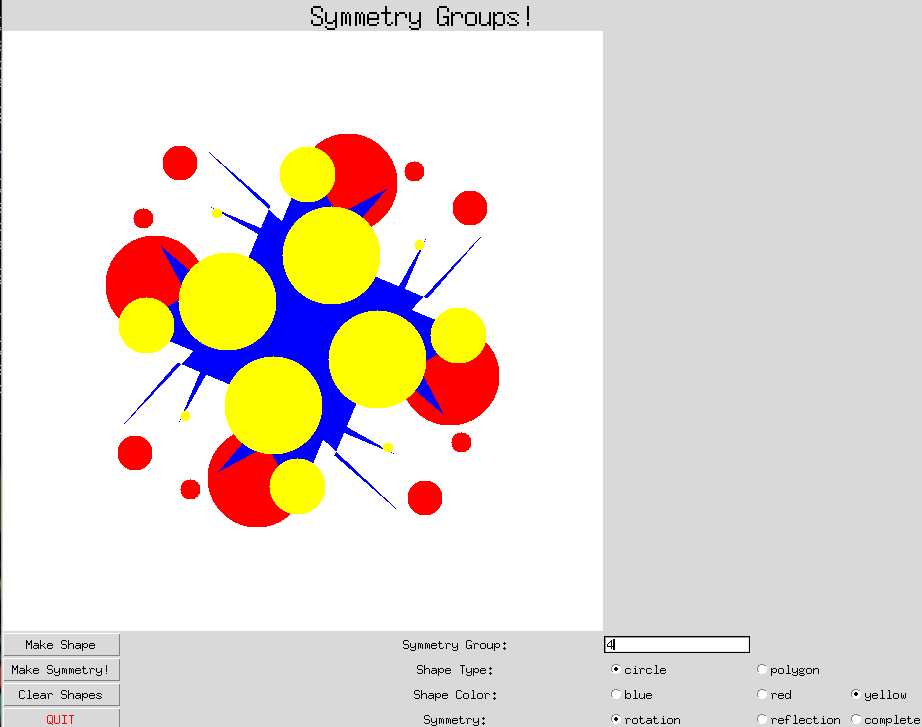 Symmetry Groups!
Make Shape Symmetry Group: 4
Make Symmetry! Shape Type: circle polygon
Clear Shapes Shape Color: blue red yellow
QUIT Symmetry: rotation reflection complete